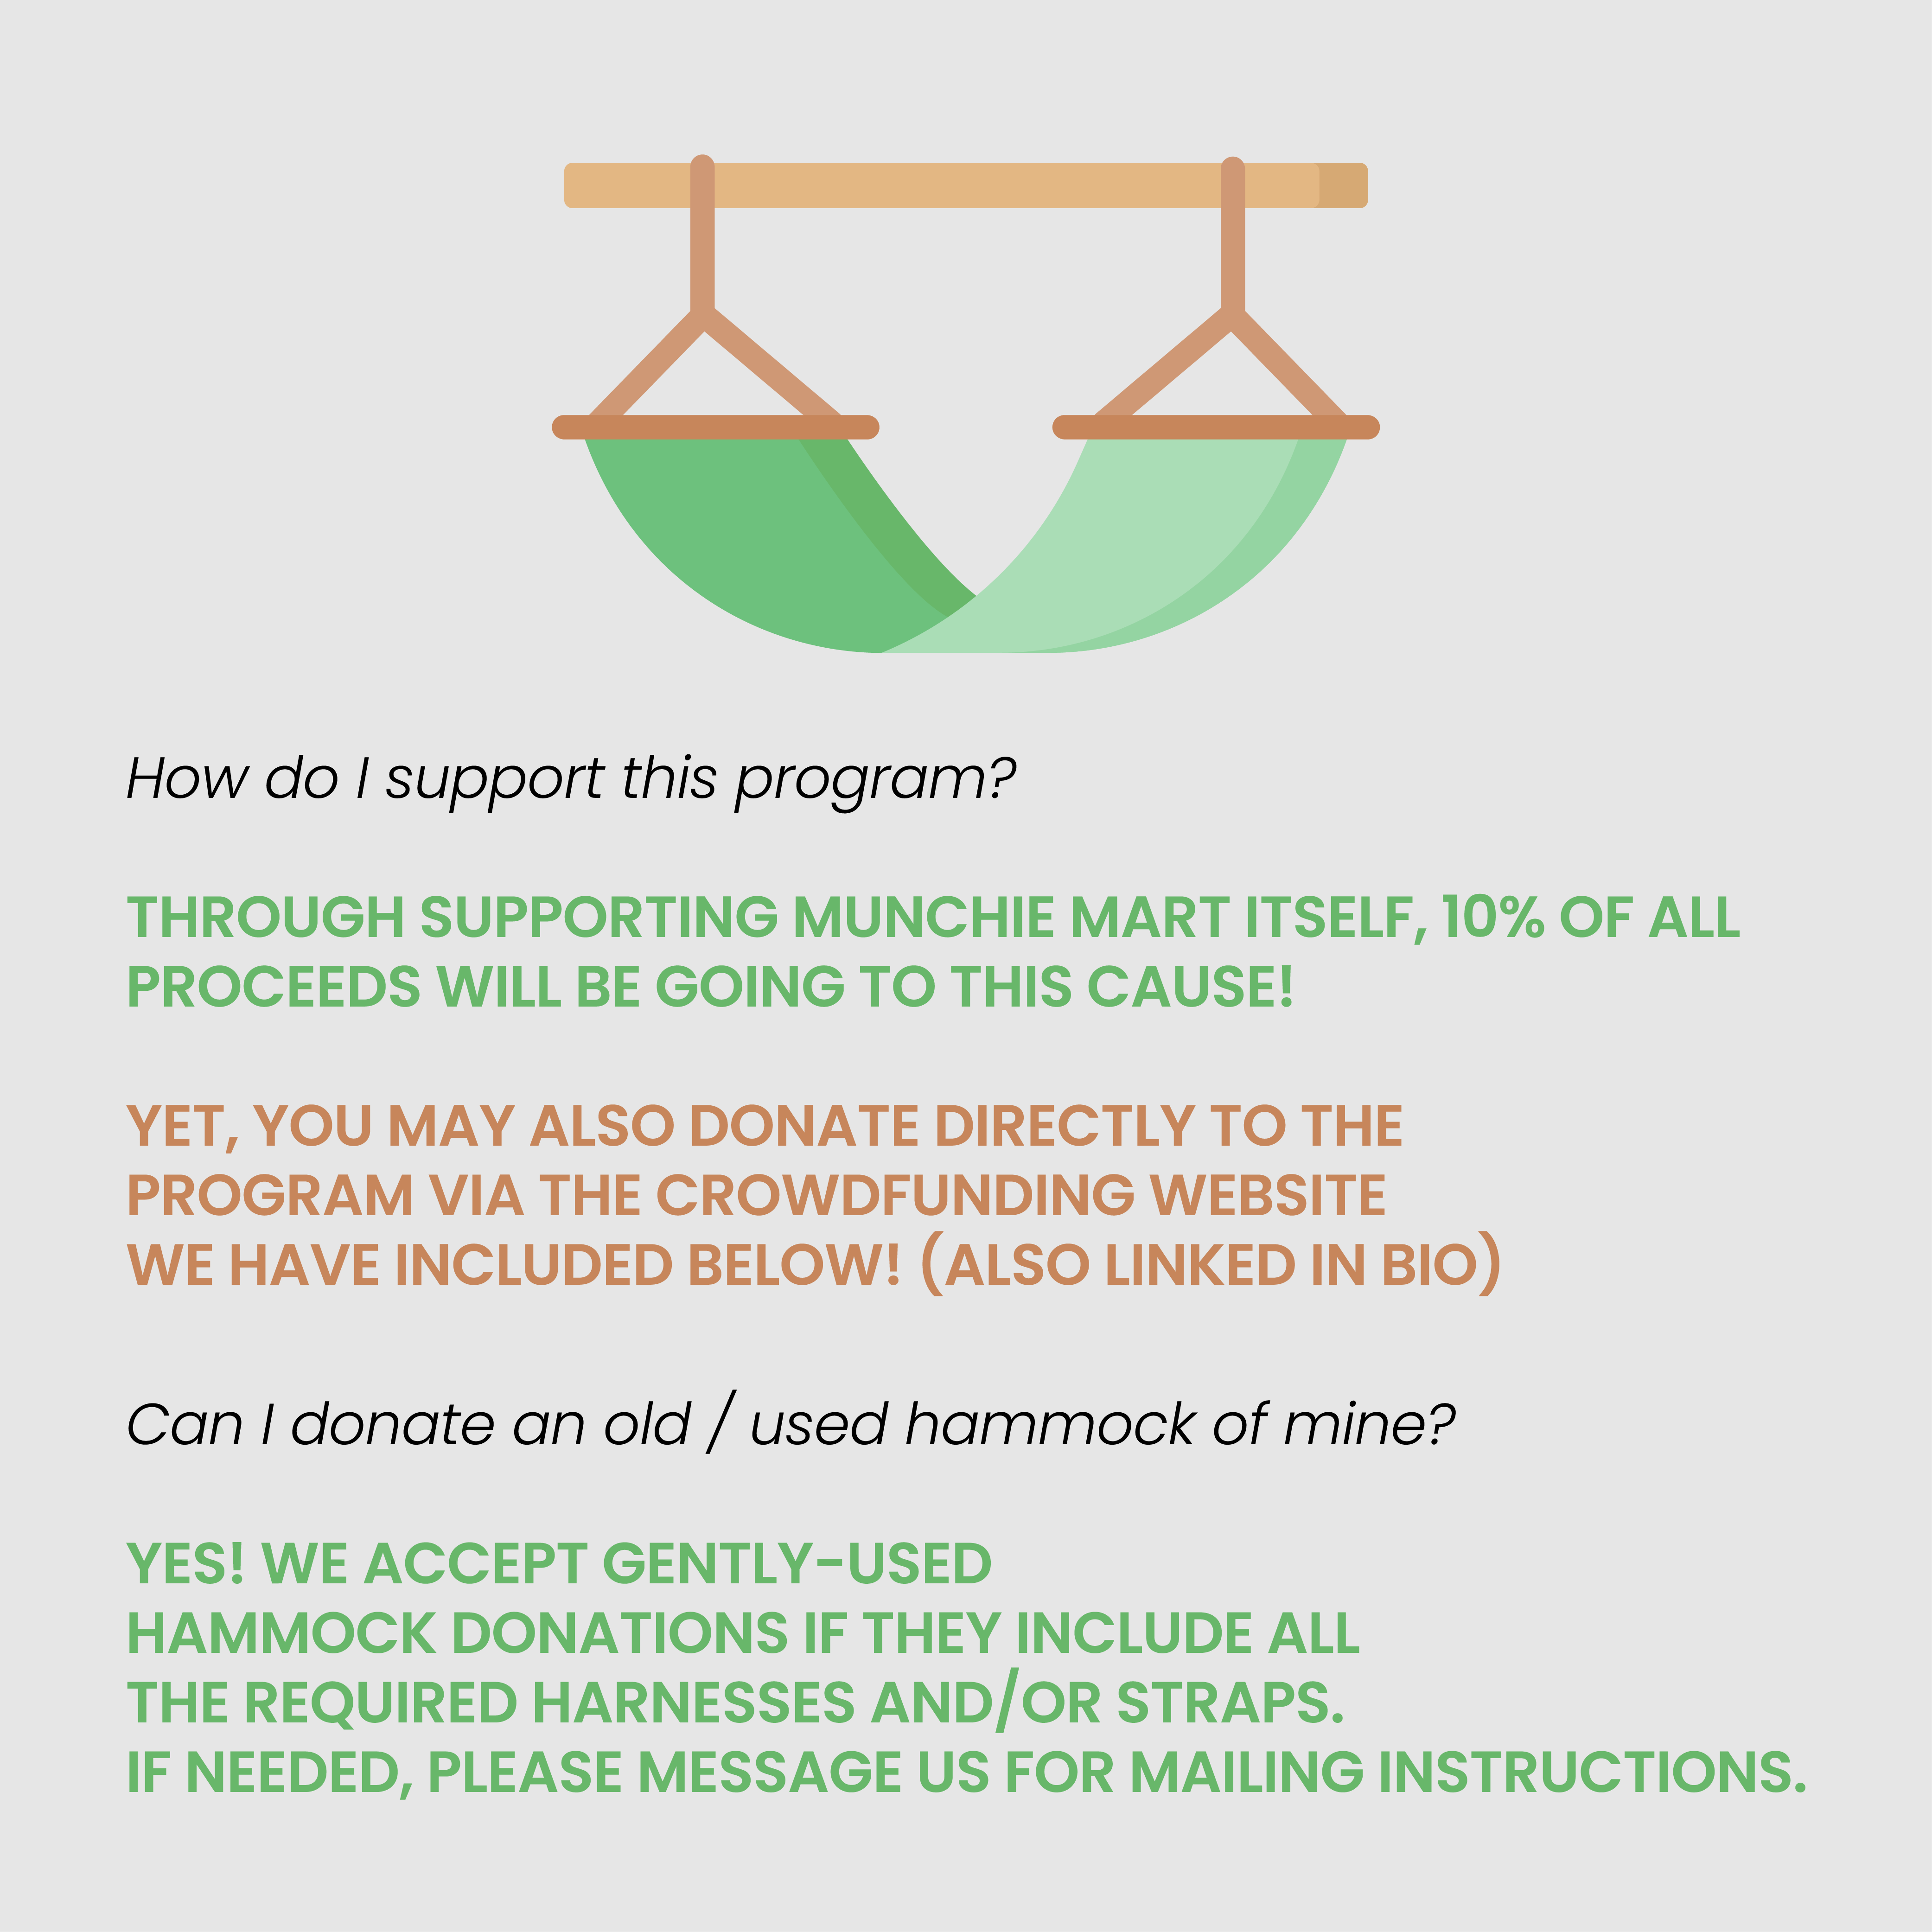 How do I support this program?
THROUGH SUPPORTING MUNCHIE MART ITSELF, 10% OF ALL
PROCEEDS WILL BE GOING TO THIS CAUSE!
YET, YOU MAY ALSO DONATE DIRECTLY TO THE
PROGRAM VIA THE CROWDFUNDING WEBSITE
WE HAVE INCLUDED BELOW! (ALSO LINKED IN BIO)
Can I donate an old / used hammock of mine?
YES! WE ACCEPT GENTLY-USED
HAMMOCK DONATIONS IF THEY INCLUDE ALL
THE REQUIRED HARNESSES AND/OR STRAPS.
IF NEEDED, PLEASE MESSAGE US FOR MAILING INSTRUCTIONS.